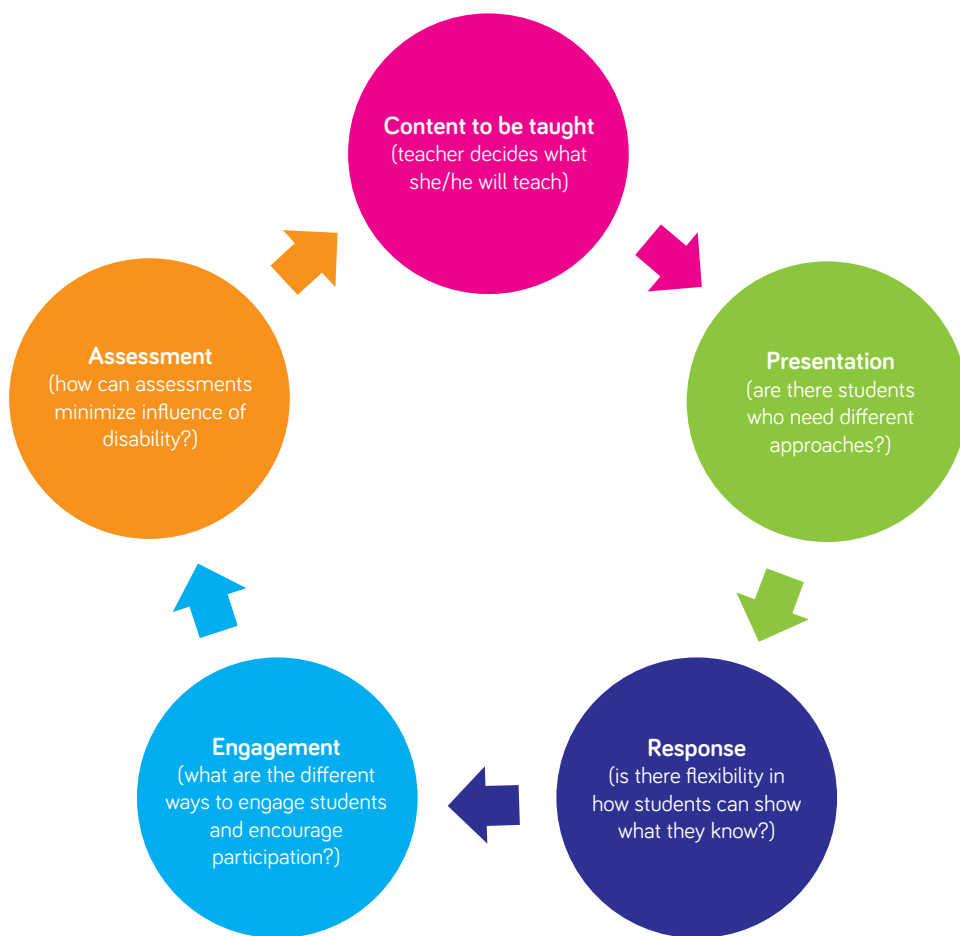 Content to be taught
(teacher decides what
she/he will teach)
Presentation
(are there students
who need different
approaches?)
Response
(is there flexibility in
how students can show
what they know?)
Engagement
(what are the different
ways to engage students
and encourage
participation?)
Assessment
(how can assessments
minimize influence of
disability?)